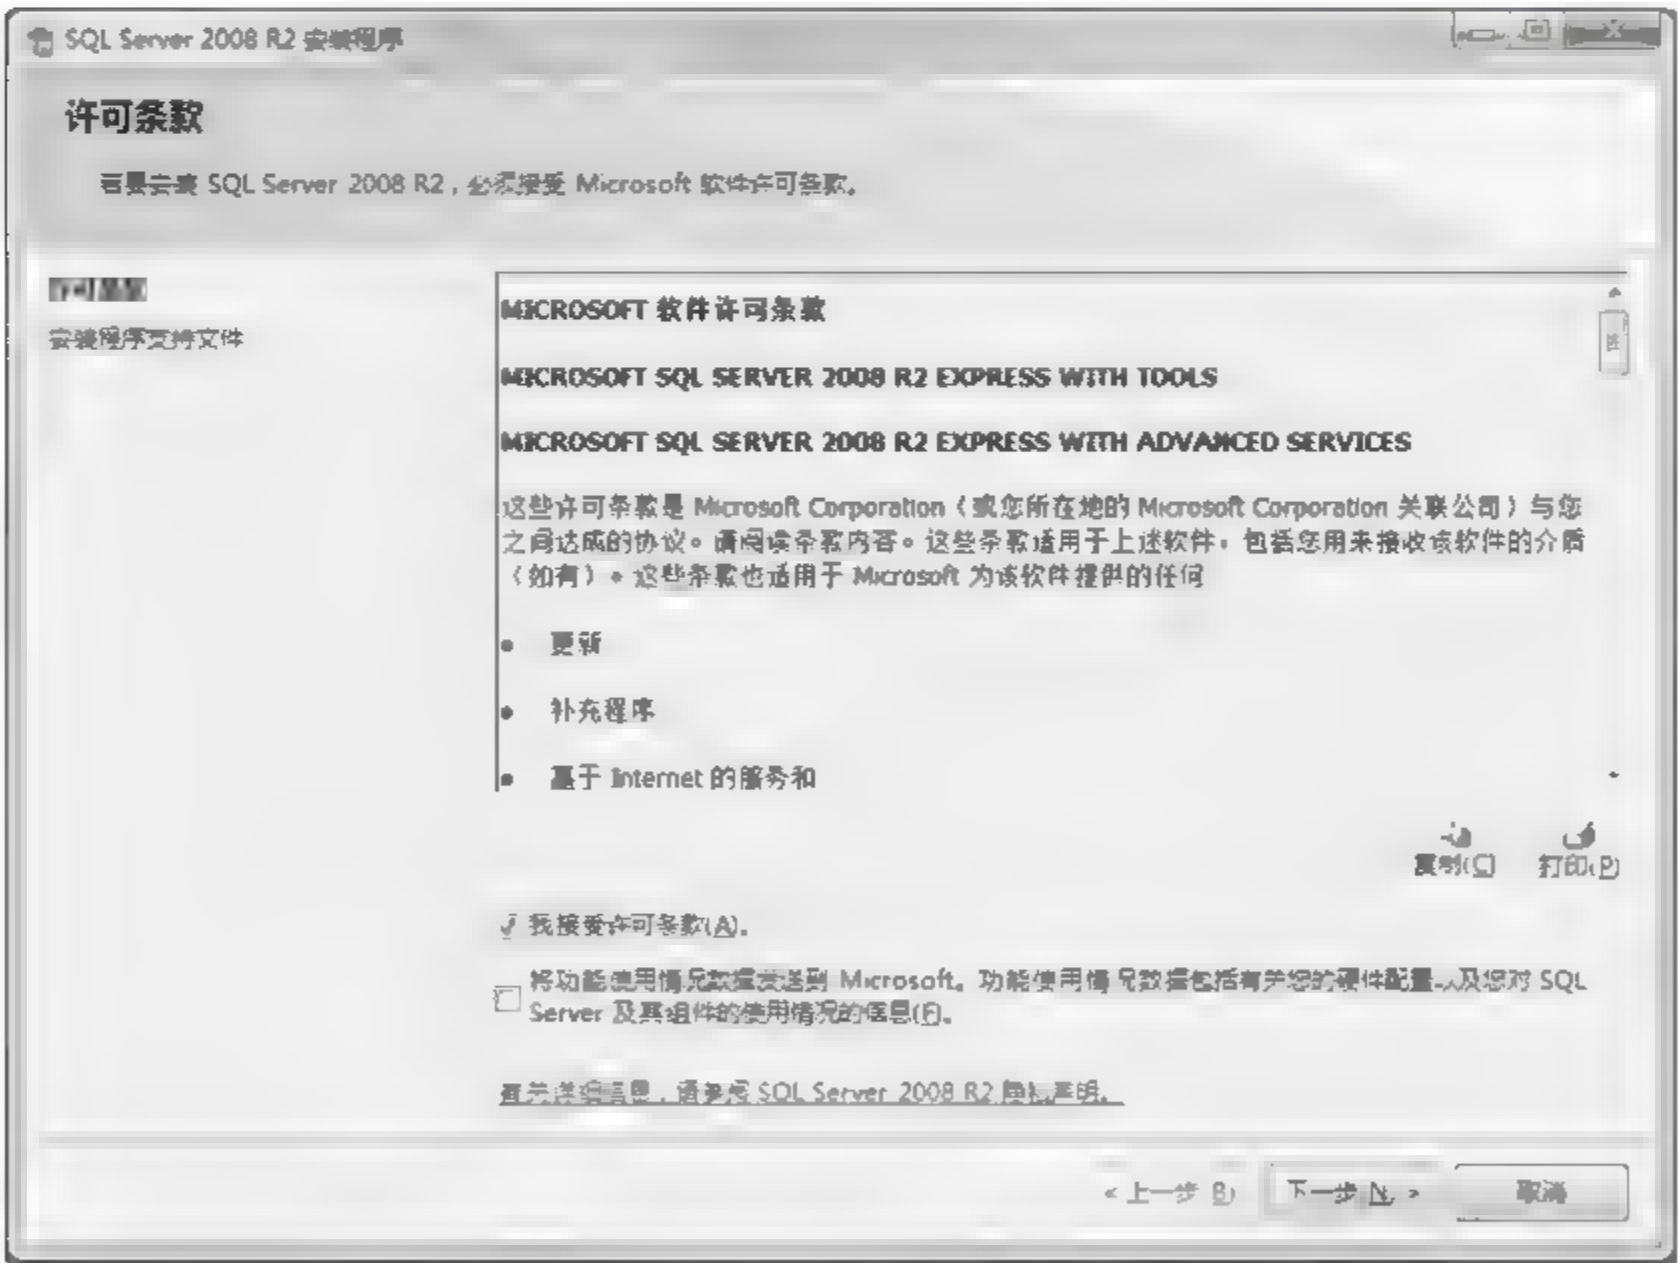 SQL Server 2008 R2 安装程序
许可条款
若要安装 SQL Server 2008 R2，必须接受 Microsoft 软件许可条款。
许可条款
安装程序支持文件
MICROSOFT 软件许可条款
MICROSOFT SQL SERVER 2008 R2 EXPRESS WITH TOOLS
MICROSOFT SQL SERVER 2008 R2 EXPRESS WITH ADVANCED SERVICES
这些许可条款是 Microsoft Corporation（或您所在地的 Microsoft Corporation 关联公司）与您
之间达成的协议。请阅读条款内容。这些条款适用于上述软件，包括您用来接收该软件的介质
（如有）。这些条款也适用于 Microsoft 为该软件提供的任何
• 更新
• 补充程序
• 基于 Internet 的服务和
复制(C) 打印(P)
我接受许可条款(A)。
将功能使用情况数据发送到 Microsoft。功能使用情况数据包括有关您的硬件配置以及您对 SQL
Server 及其组件的使用情况的信息(F)。
有关详细信息，请参阅 SQL Server 2008 R2 隐私声明。
< 上一步(B) 下一步(N) > 取消